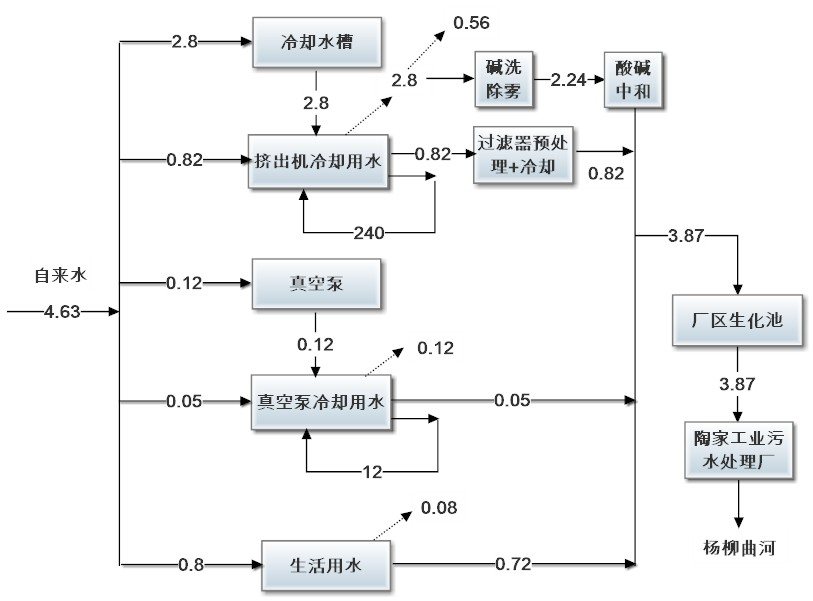 0.56
2.8
冷却水槽
2.8
碱洗
除雾
2.24
酸碱
中和
2.8
0.82
挤出机冷却用水
0.82
过滤器预处
理+冷却
0.82
240
3.87
自来水
4.63
0.12
真空泵
厂区生化池
0.12
0.12
3.87
0.05
真空泵冷却用水
0.05
陶家工业污
水处理厂
12
0.08
杨柳曲河
0.8
生活用水
0.72